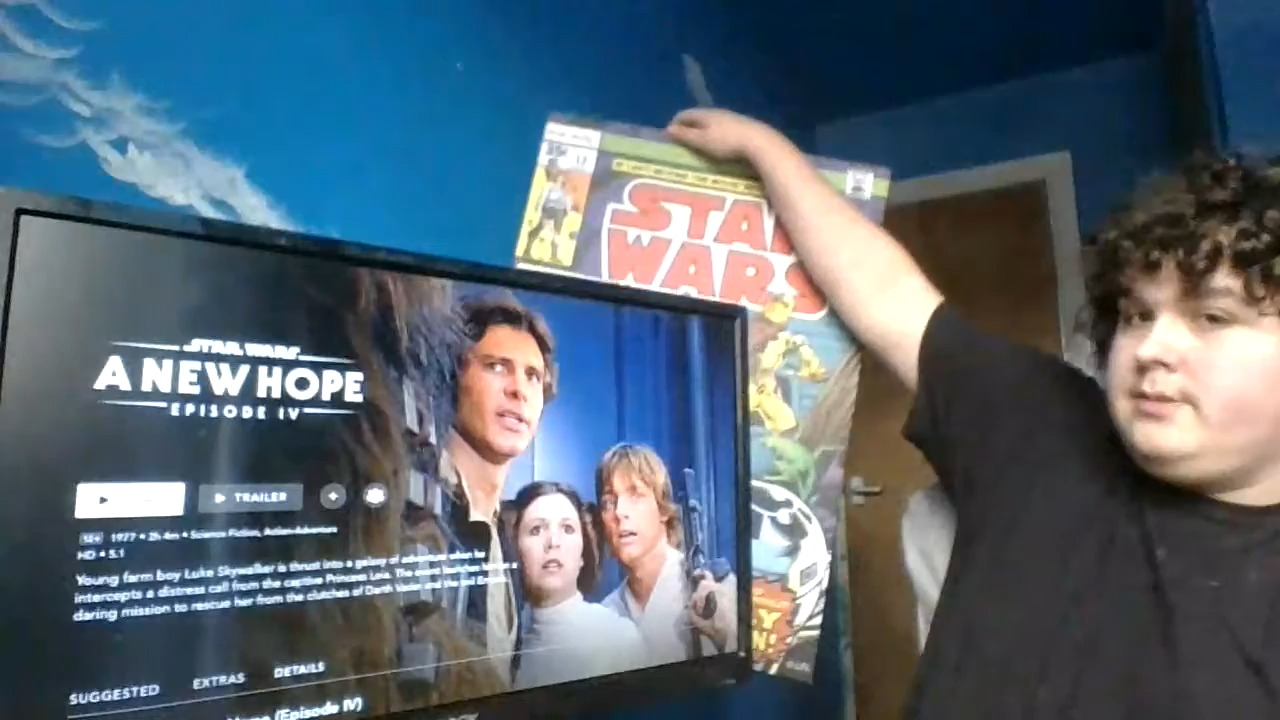 STAR WARS
A NEW HOPE
EPISODE IV
TRAILER
12+ 1977 • 2h 4m • Science Fiction, Action-Adventure
HD • 5.1
Young farm boy Luke Skywalker is thrust into a galaxy of adventure when he
intercepts a distress call from the captive Princess Leia. The event launches him on a
daring mission to rescue her from the clutches of Darth Vader and the evil Empire.
SUGGESTED
EXTRAS
DETAILS
(Episode IV)
STA
WARS